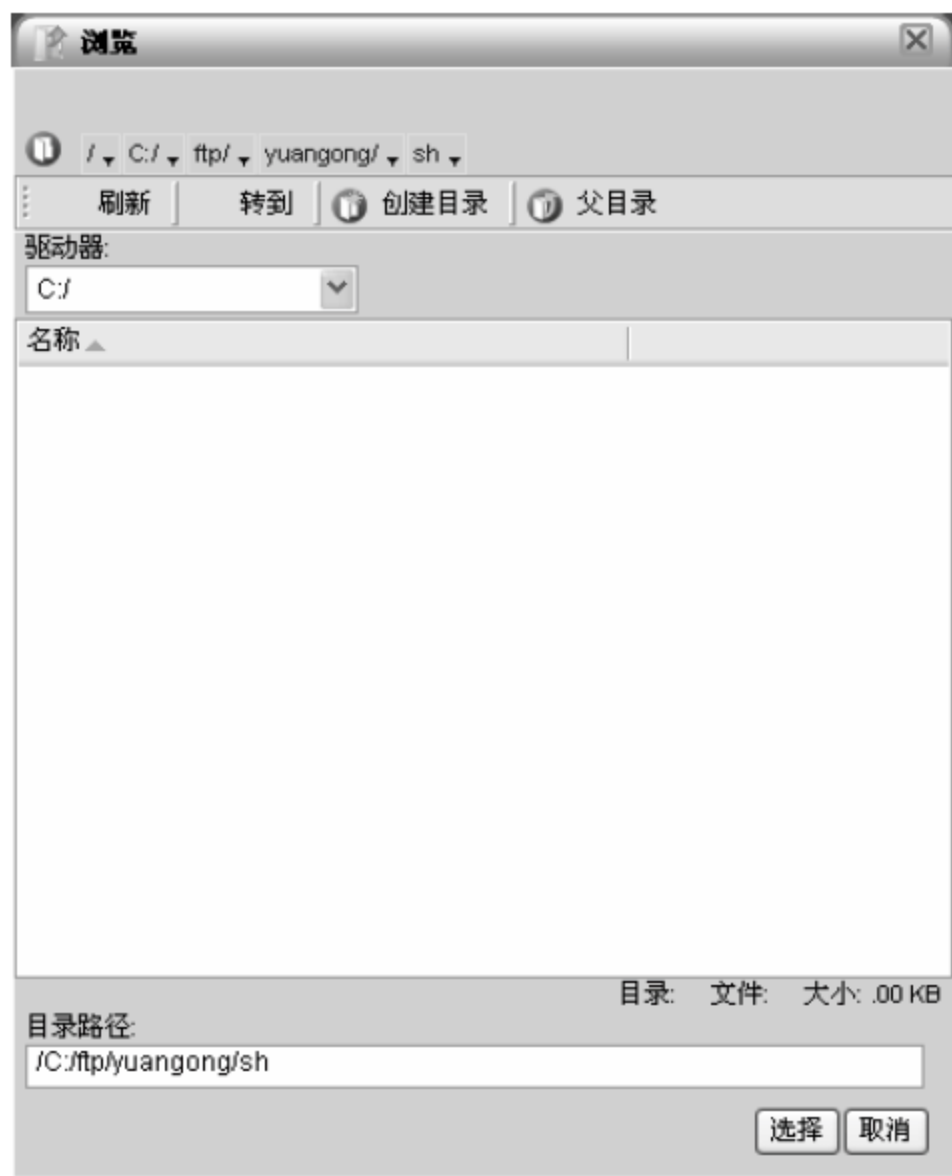 浏览
/ C:/ ftp/ yuangong/ sh
刷新 转到 创建目录 父目录
驱动器:
C:/
名称
目录: 文件: 大小: .00 KB
目录路径:
/C:/ftp/yuangong/sh
选择 取消